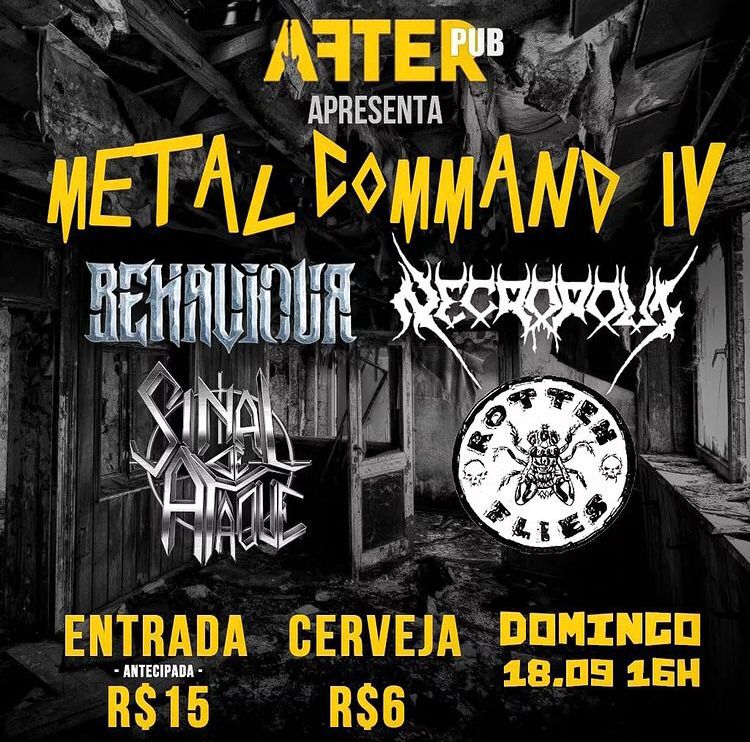 AFTER PUB
APRESENTA
METAL COMMAND IV
BEHAVIOUR
NECROPOLIS
SINAL
DE
ATAQUE
ROTTEN
FLIES
ENTRADA
- ANTECIPADA -
R$15
CERVEJA
R$6
DOMINGO
18.09 16H